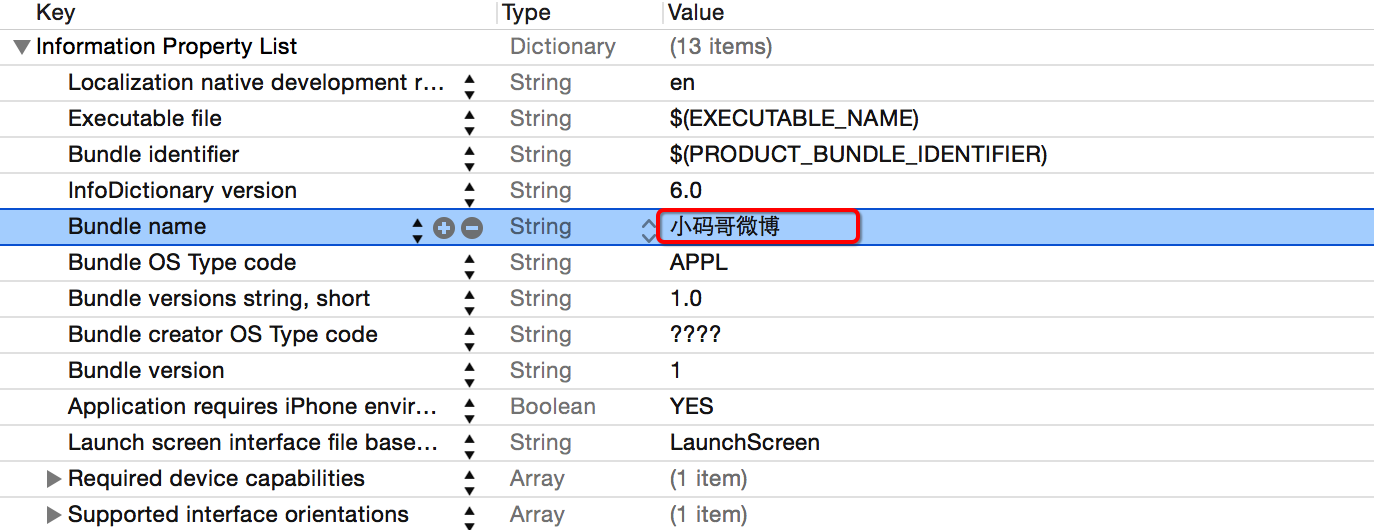 Key Type Value
Information Property List Dictionary (13 items)
Localization native development r... String en
Executable file String $(EXECUTABLE_NAME)
Bundle identifier String $(PRODUCT_BUNDLE_IDENTIFIER)
InfoDictionary version String 6.0
Bundle name String 小码哥微博
Bundle OS Type code String APPL
Bundle versions string, short String 1.0
Bundle creator OS Type code String ????
Bundle version String 1
Application requires iPhone envir... Boolean YES
Launch screen interface file base... String LaunchScreen
Required device capabilities Array (1 item)
Supported interface orientations Array (1 item)